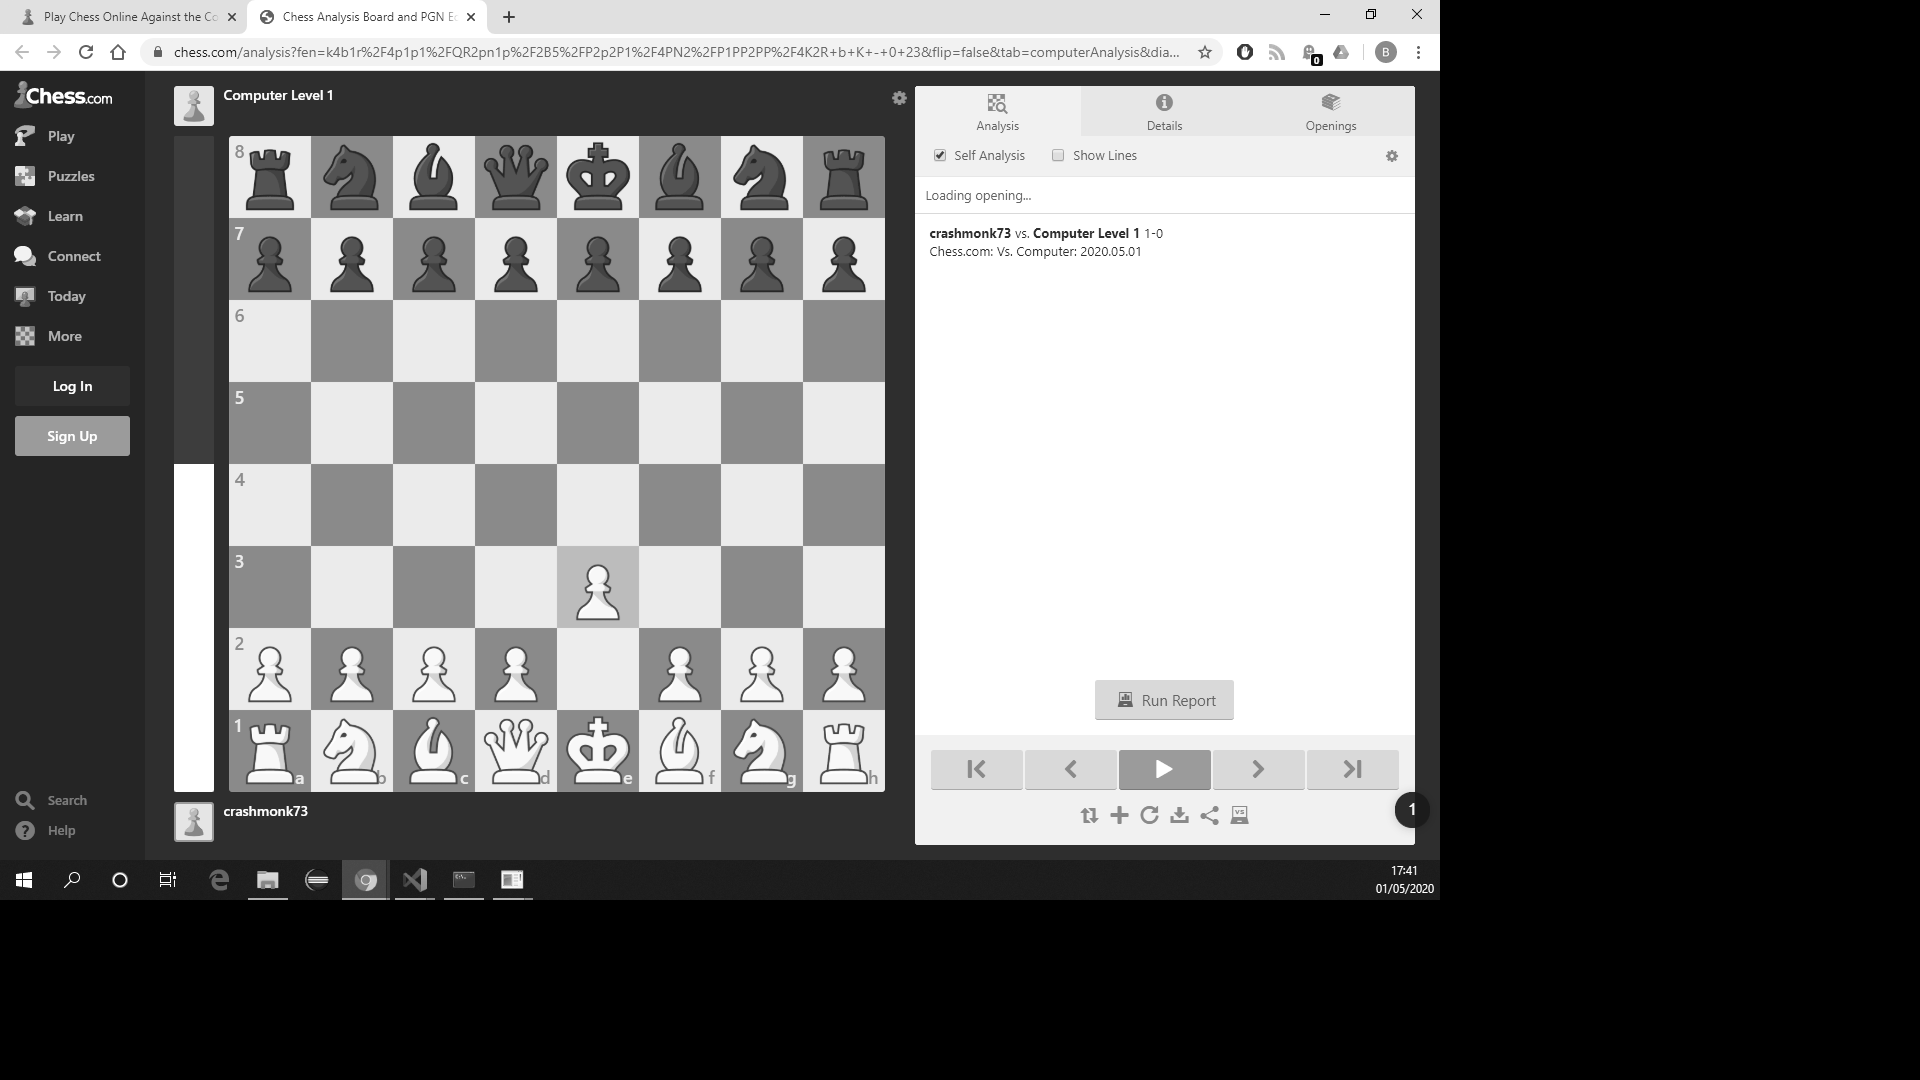 Play Chess Online Against the Co
Chess Analysis Board and PGN Ed
chess.com/analysis?fen=k4b1r%2F4p1p1%2FQR2pn1p%2F2B5%2FP2p2P1%2F4PN2%2FP1PP2PP%2F4K2R+b+K+-+0+23&flip=false&tab=computerAnalysis&dia...
0
B
Chess.com
Play
Puzzles
Learn
Connect
Today
More
Log In
Sign Up
Search
Help
Computer Level 1
8
7
6
5
4
3
2
1
a b c d e f g h
crashmonk73
Analysis
Details
Openings
Self Analysis
Show Lines
Loading opening...
crashmonk73 vs. Computer Level 1 1-0
Chess.com: Vs. Computer: 2020.05.01
Run Report
VS
1
17:41
01/05/2020